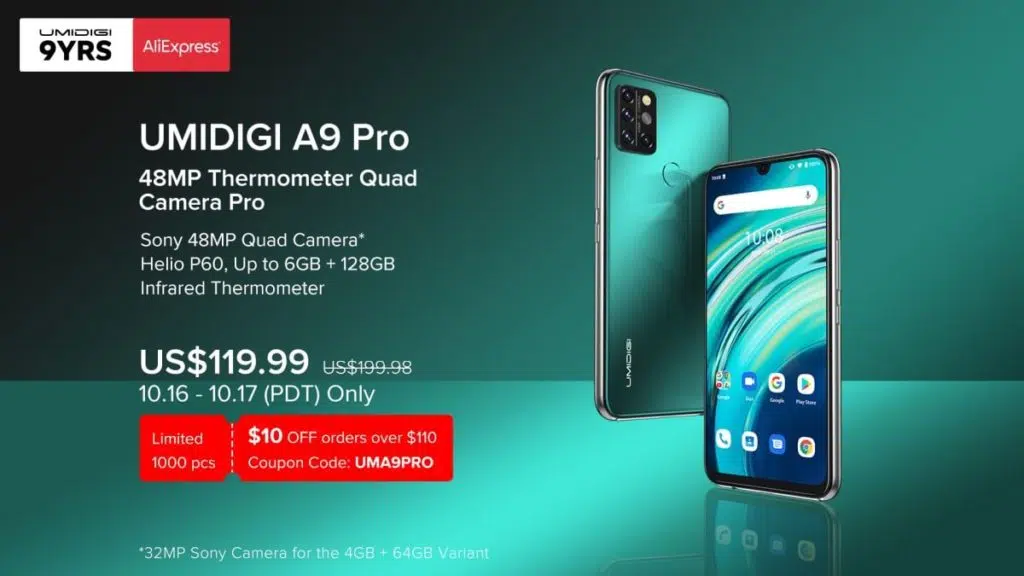 UMIDIGI
9YRS
AliExpress
UMIDIGI A9 Pro
48MP Thermometer Quad
Camera Pro
Sony 48MP Quad Camera*
Helio P60, Up to 6GB + 128GB
Infrared Thermometer
US$119.99 US$199.98
10.16 - 10.17 (PDT) Only
Limited
1000 pcs
$10 OFF orders over $110
Coupon Code: UMA9PRO
UMIDIGI
10:08
Google
Duo
Google
Play Store
*32MP Sony Camera for the 4GB + 64GB Variant